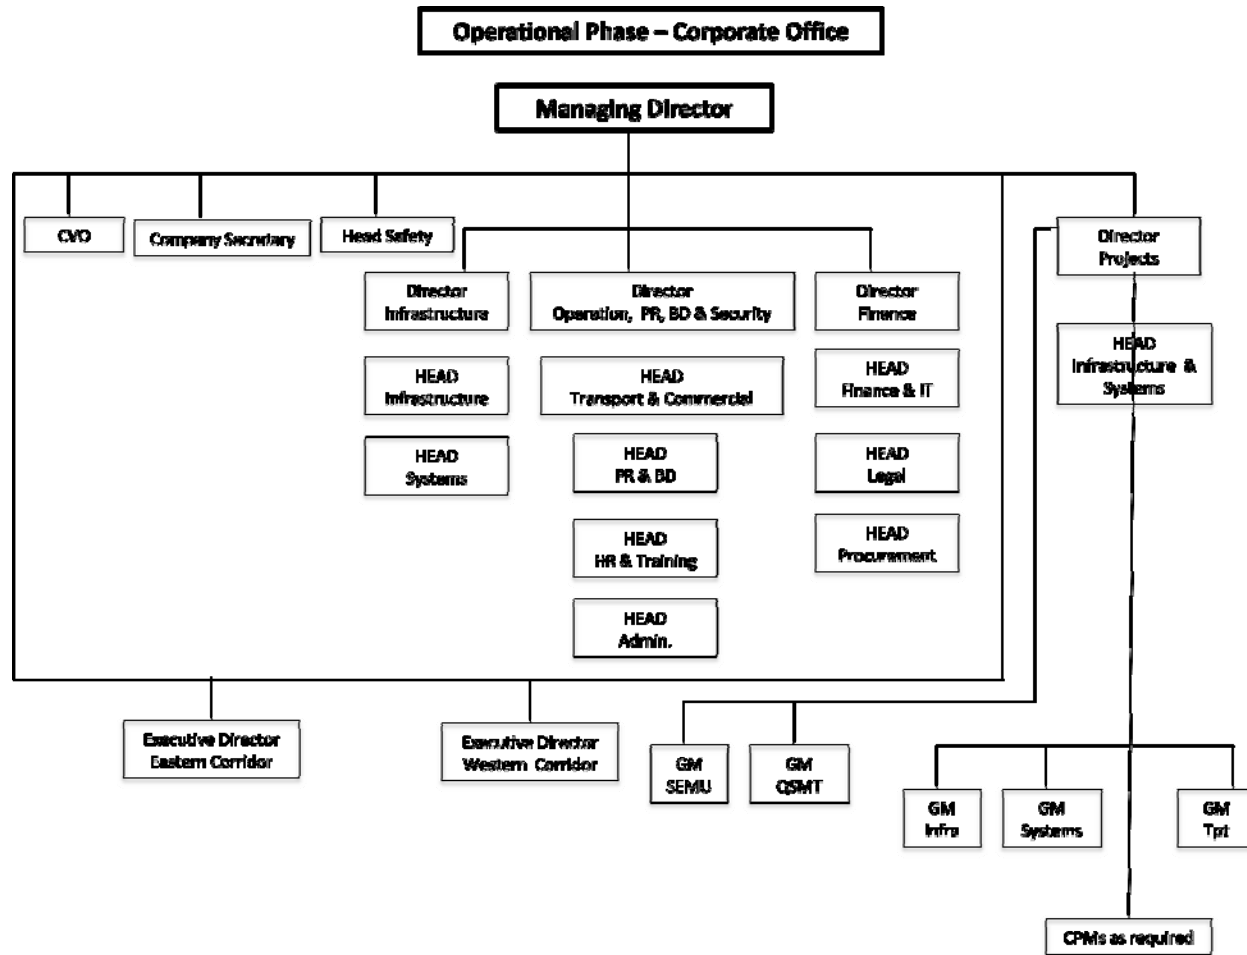 Operational Phase – Corporate Office
Managing Director
CVO
Company Secretary
Head Safety
Director
Projects
Director
Infrastructure
Director
Operation, PR, BD & Security
Director
Finance
HEAD
Infrastructure &
Systems
HEAD
Infrastructure
HEAD
Transport & Commercial
HEAD
Finance & IT
HEAD
Systems
HEAD
PR & BD
HEAD
Legal
HEAD
HR & Training
HEAD
Procurement
HEAD
Admin.
Executive Director
Eastern Corridor
Executive Director
Western Corridor
GM
SEMU
GM
QSMT
GM
Infra
GM
Systems
GM
Tpt
CPMs as required